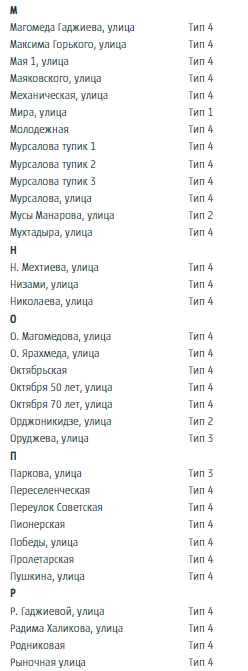 М
Магомеда Гаджиева, улица Тип 4
Максима Горького, улица Тип 4
Мая 1, улица Тип 4
Маяковского, улица Тип 4
Механическая, улица Тип 4
Мира, улица Тип 1
Молодежная Тип 4
Мурсалова тупик 1 Тип 4
Мурсалова тупик 2 Тип 4
Мурсалова тупик 3 Тип 4
Мурсалова, улица Тип 4
Мусы Манарова, улица Тип 2
Мухтадыра, улица Тип 4
Н
Н. Мехтиева, улица Тип 4
Низами, улица Тип 4
Николаева, улица Тип 4
О
О. Магомедова, улица Тип 4
О. Ярахмеда, улица Тип 4
Октябрьская Тип 4
Октября 50 лет, улица Тип 4
Октября 70 лет, улица Тип 4
Орджоникидзе, улица Тип 2
Оруджева, улица Тип 3
П
Паркова, улица Тип 3
Переселенческая Тип 4
Переулок Советская Тип 4
Пионерская Тип 4
Победы, улица Тип 4
Пролетарская Тип 4
Пушкина, улица Тип 4
Р
Р. Гаджиевой, улица Тип 4
Радима Халикова, улица Тип 4
Родниковая Тип 4
Рыночная улица Тип 4